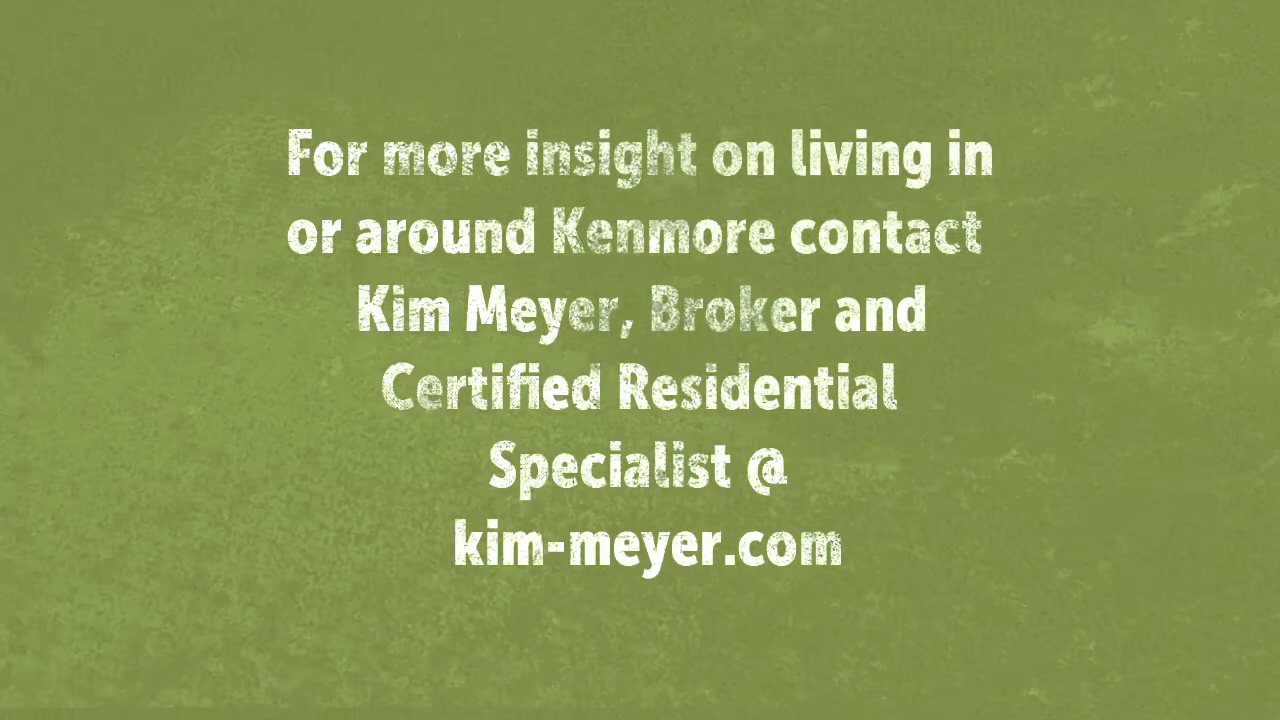 For more insight on living in
or around Kenmore contact
Kim Meyer, Broker and
Certified Residential
Specialist @
kim-meyer.com